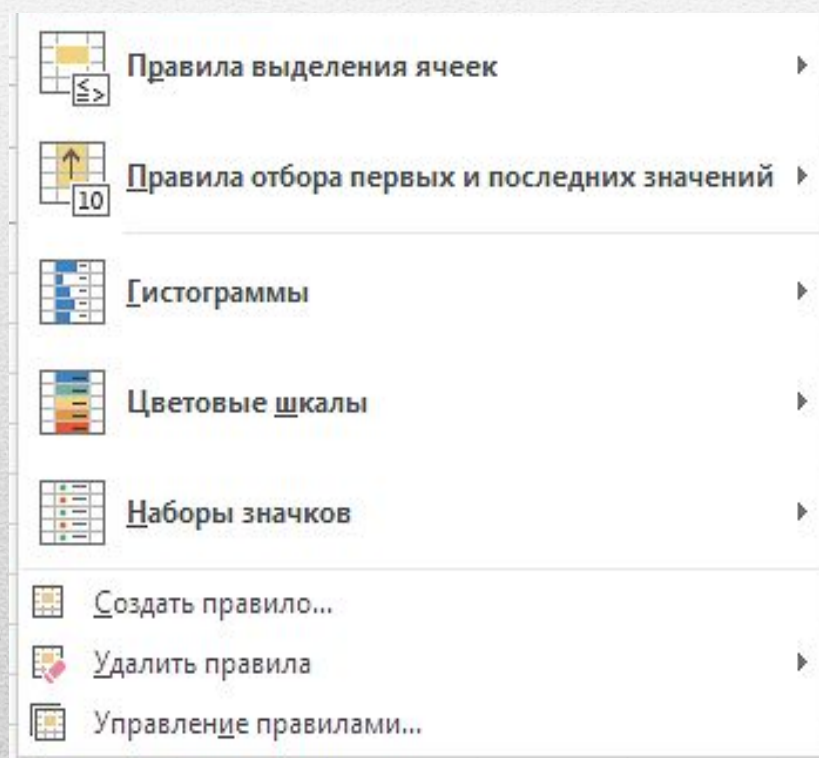 Правила выделения ячеек
Правила отбора первых и последних значений
10
Гистограммы
Цветовые шкалы
Наборы значков
Создать правило...
Удалить правила
Управление правилами...